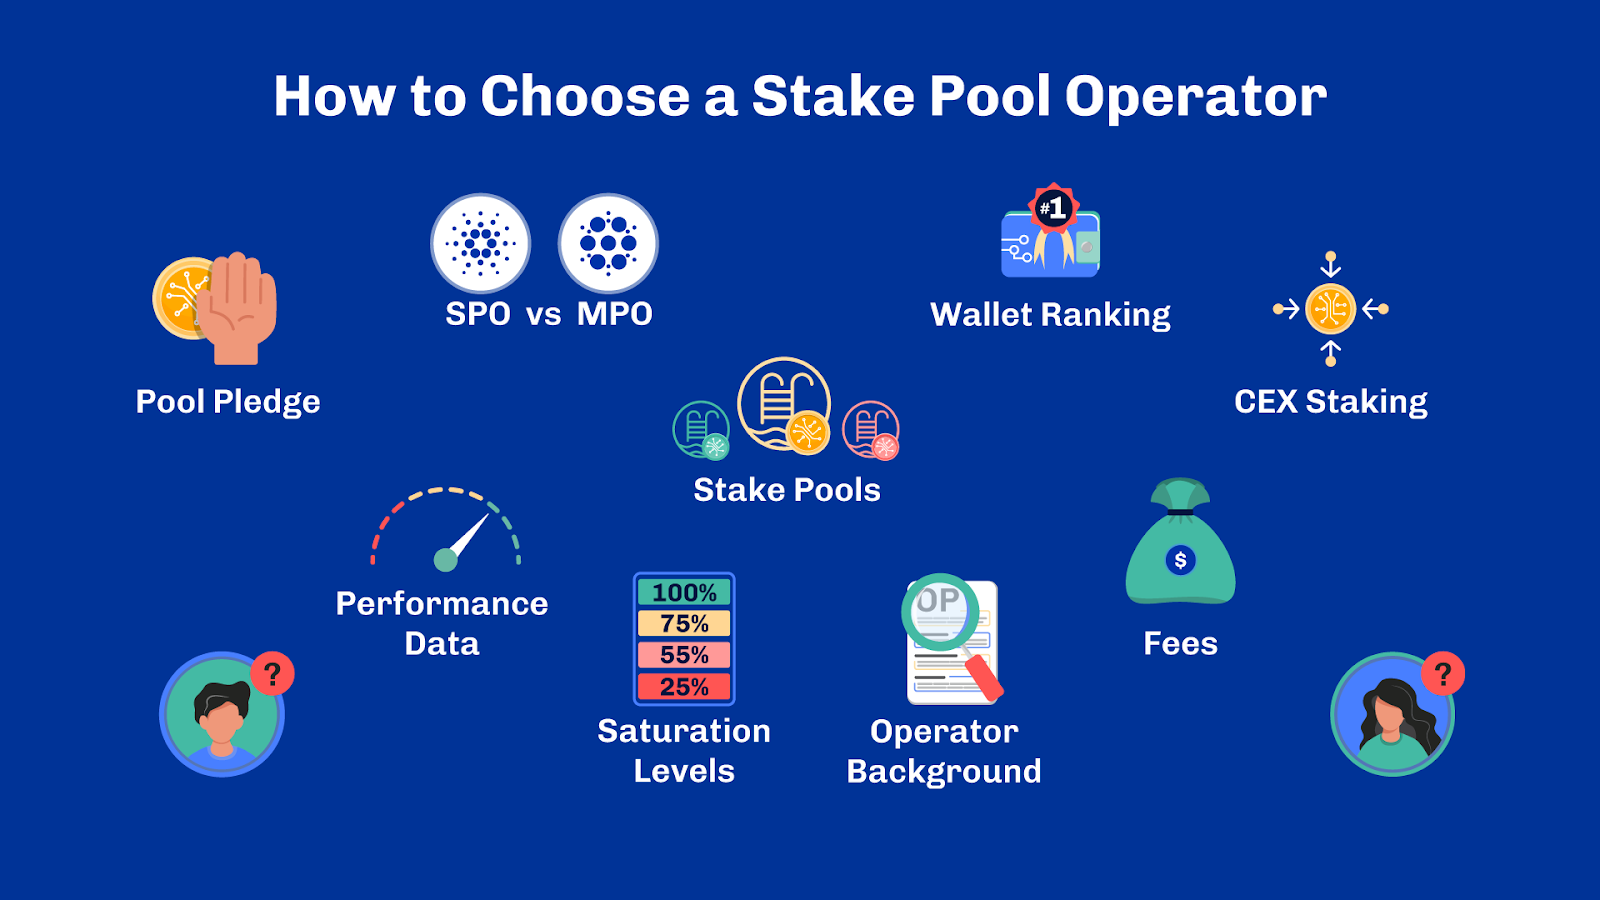 How to Choose a Stake Pool Operator
SPO vs MPO
#1
Wallet Ranking
Pool Pledge
CEX Staking
Stake Pools
Performance
Data
100%
75%
55%
25%
Saturation
Levels
OP
Operator
Background
$
Fees
?
?